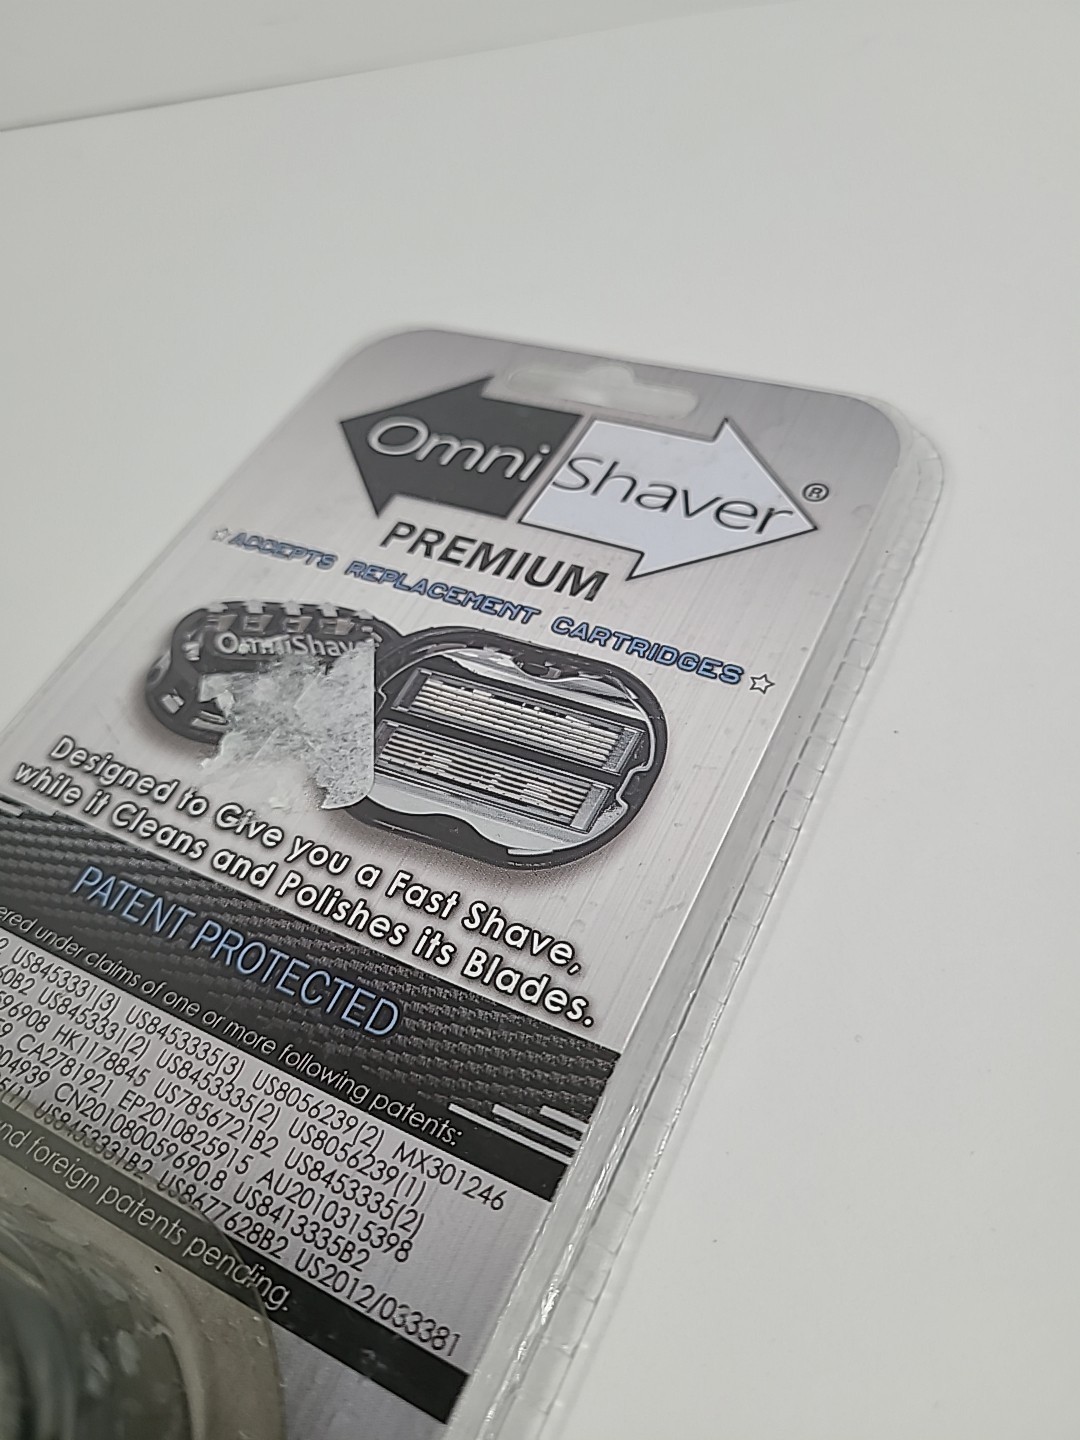 Omni Shaver®
PREMIUM
ACCEPTS REPLACEMENT CARTRIDGES
OmniShav
Designed to Give you a Fast Shave,
while it Cleans and Polishes its Blades.
PATENT PROTECTED
under claims of one or more following patents:
US8453331(3) US8453335(3) US8056239(2) MX301246
US8453331(2) US8453335(2) US8056239(1)
HK1178845 US7856721B2 US8453335(2)
CA2781921 EP2010825915 AU2010315398
CN201080059690.8 US8413335B2
US8453331B2 US8677628B2 US2012/033381
foreign patents pending.